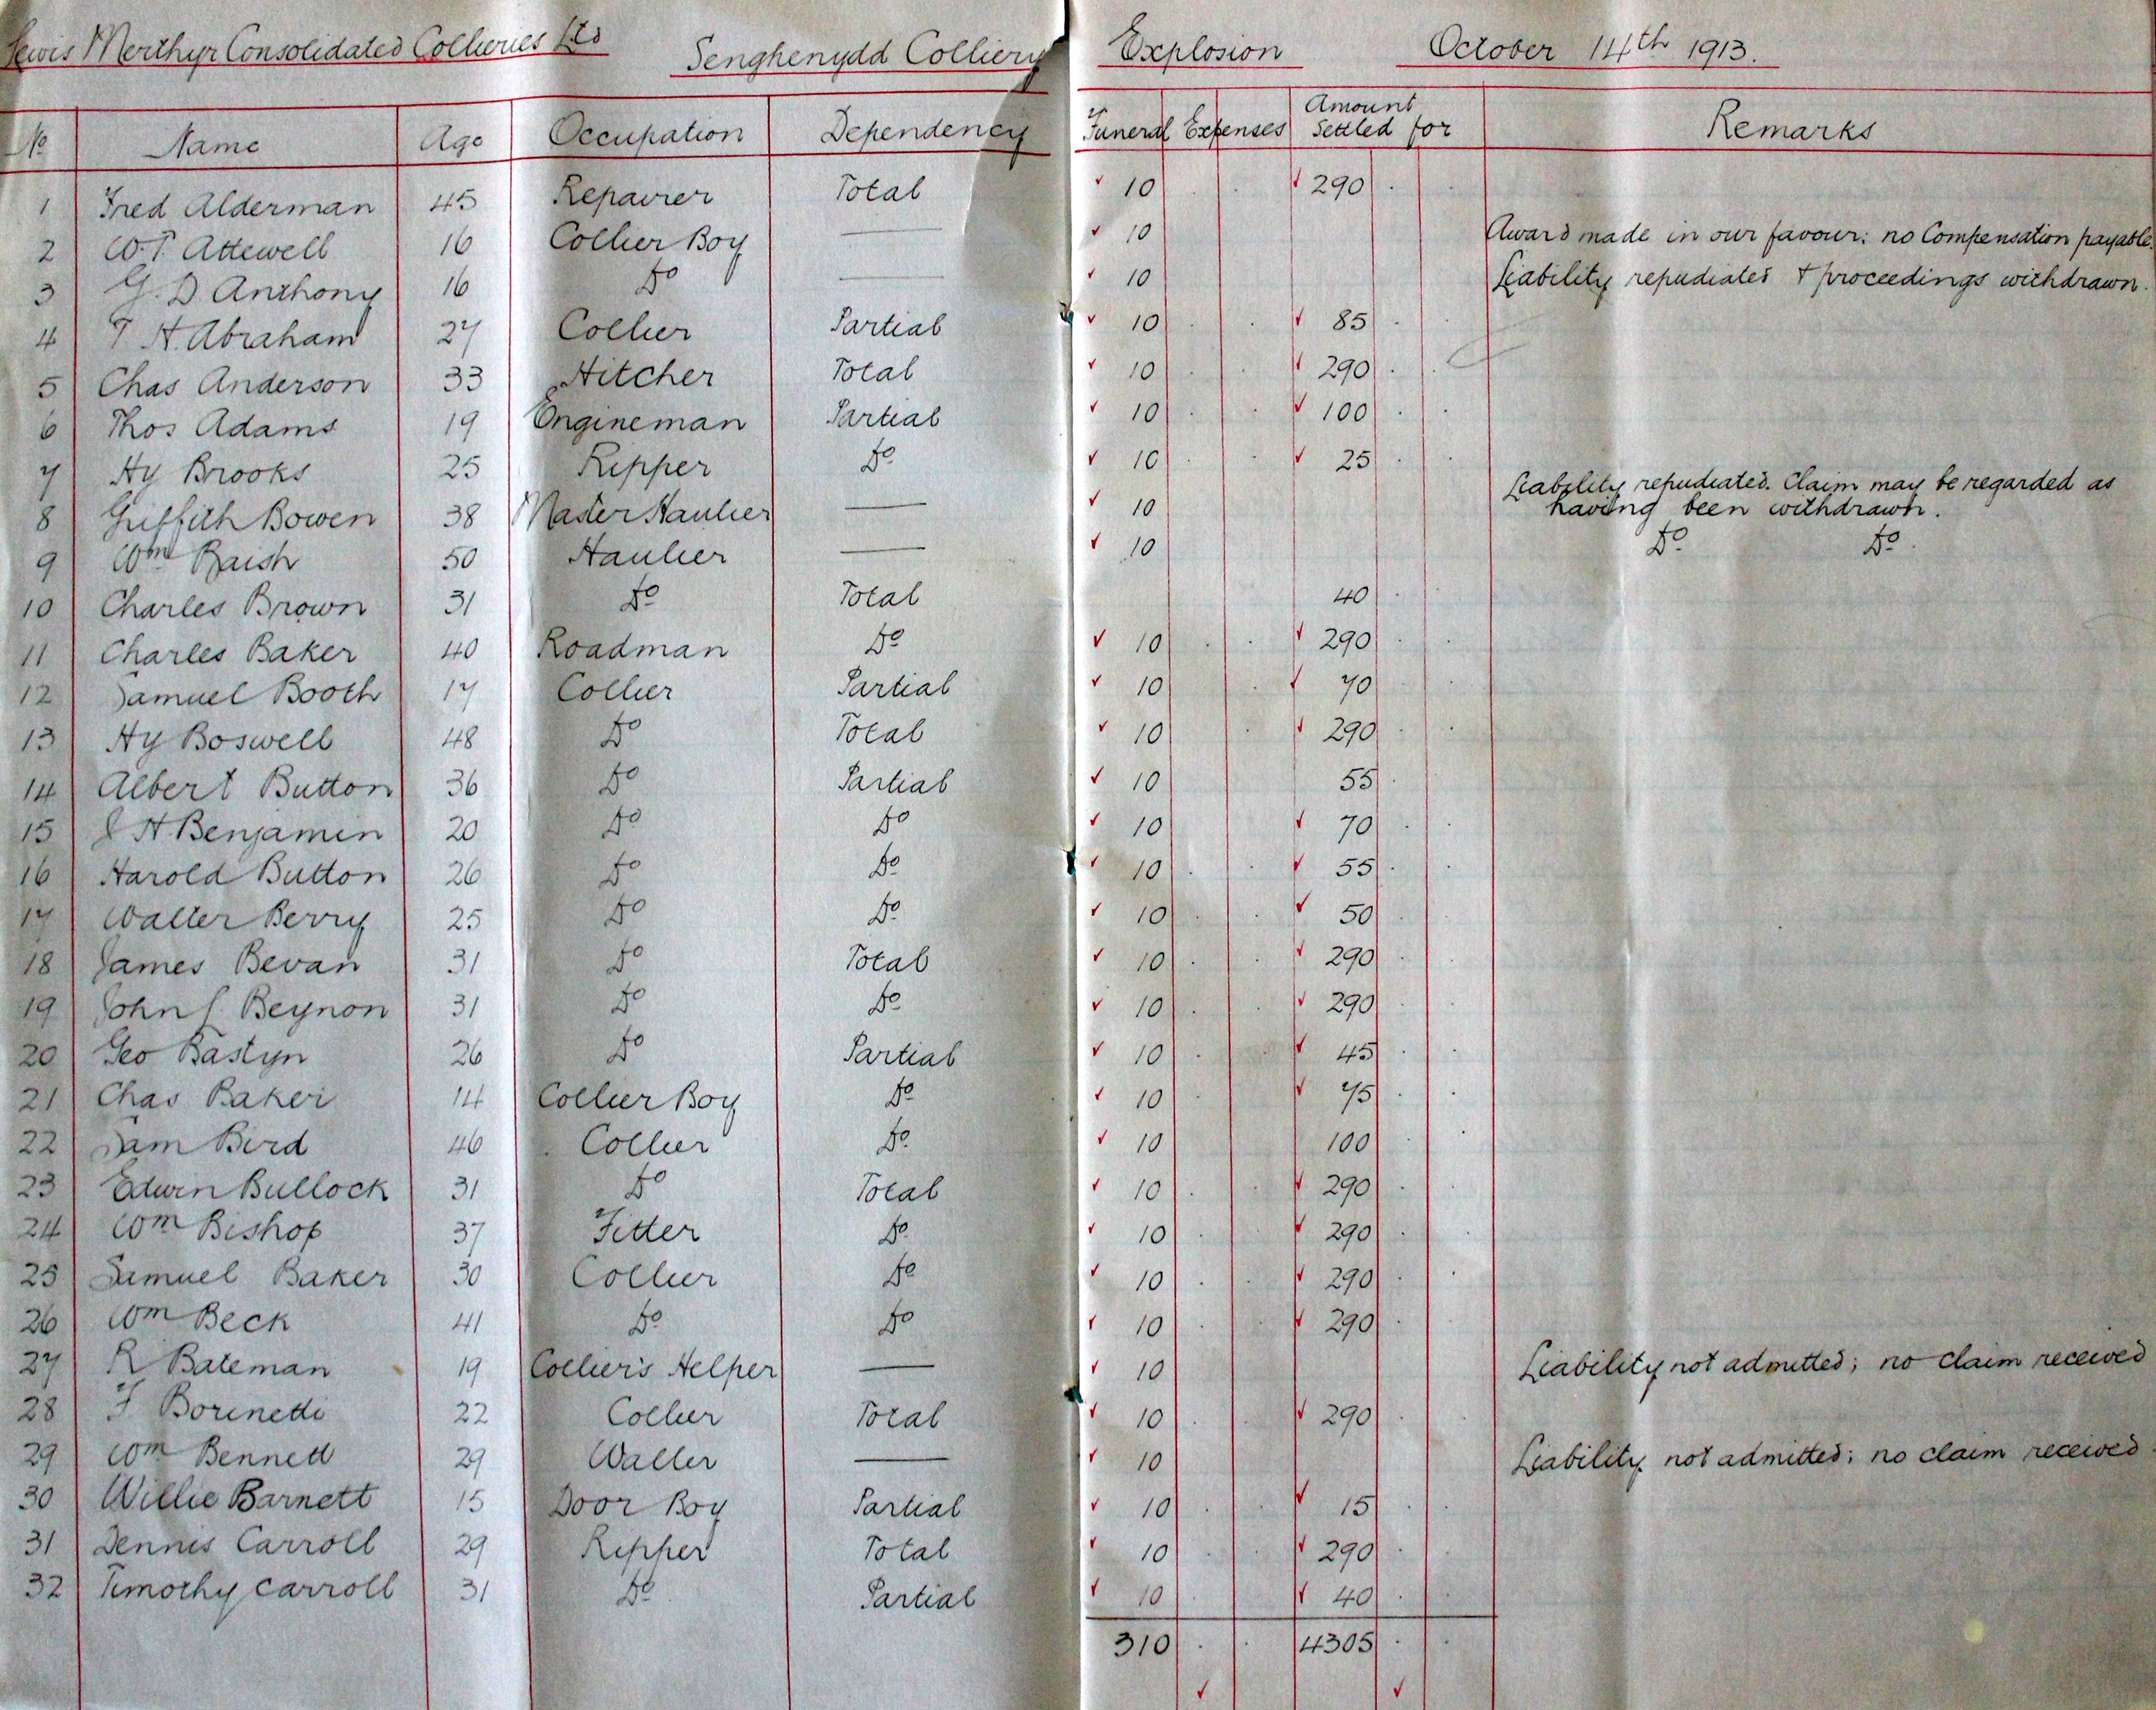 Lewis Merthyr Consolidated Collieries Ltd Senghenydd Colliery Explosion October 14th 1913.
No Name Age Occupation Dependency Funeral Expenses Amount Settled for Remarks
1 Fred Alderman 45 Repairer Total 10 290
2 W.T. Attewell 16 Collier Boy — 10 Award made in our favour: no Compensation payable.
3 G. D. Anthony 16 Do — 10 Liability repudiated & proceedings withdrawn.
4 T H. Abraham 27 Collier Partial 10 85
5 Chas Anderson 33 Hitcher Total 10 290
6 Thos Adams 19 Engineman Partial 10 100
7 Hy Brooks 25 Ripper Do 10 25
8 Griffith Bowen 38 Master Haulier — 10 Liability repudiated. Claim may be regarded as
having been withdrawn.
9 Wm Baish 50 Haulier — 10 Do Do
10 Charles Brown 31 Do Total 40
11 Charles Baker 40 Roadman Do 10 290
12 Samuel Booth 17 Collier Partial 10 70
13 Hy Boswell 48 Do Total 10 290
14 Albert Button 36 Do Partial 10 55
15 J H Benjamin 20 Do Do 10 70
16 Harold Button 26 Do Do 10 55
17 Walter Berry 25 Do Do 10 50
18 James Bevan 31 Do Total 10 290
19 John J Beynon 31 Do Do 10 290
20 Geo Bastyn 26 Do Partial 10 45
21 Chas Baker 14 Collier Boy Do 10 75
22 Sam Bird 46 Collier Do 10 100
23 Edwin Bullock 31 Do Total 10 290
24 Wm Bishop 37 Fitter Do 10 290
25 Samuel Baker 30 Collier Do 10 290
26 Wm Beck 41 Do Do 10 290
27 R Bateman 19 Collier's Helper — 10 Liability not admitted; no claim received
28 F Borinetti 22 Collier Total 10 290
29 Wm Bennett 29 Waller — 10 Liability not admitted; no claim received
30 Willie Barnett 15 Door Boy Partial 10 15
31 Dennis Carroll 29 Ripper Total 10 290
32 Timothy Carroll 31 Do Partial 10 40
310 4305